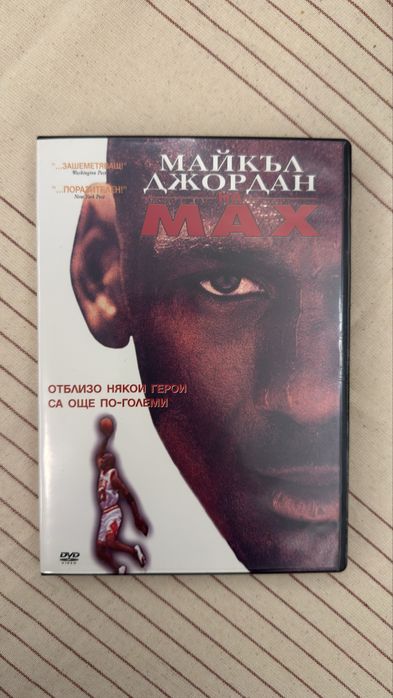 "...ЗАШЕМЕТЯВАЩ!"
Washington Post
"...ПОРАЗИТЕЛЕН!"
New York Post
МАЙКЪЛ
ДЖОРДАН
НА
MAX
ОТБЛИЗО НЯКОИ ГЕРОИ
СА ОЩЕ ПО-ГОЛЕМИ
DVD
VIDEO